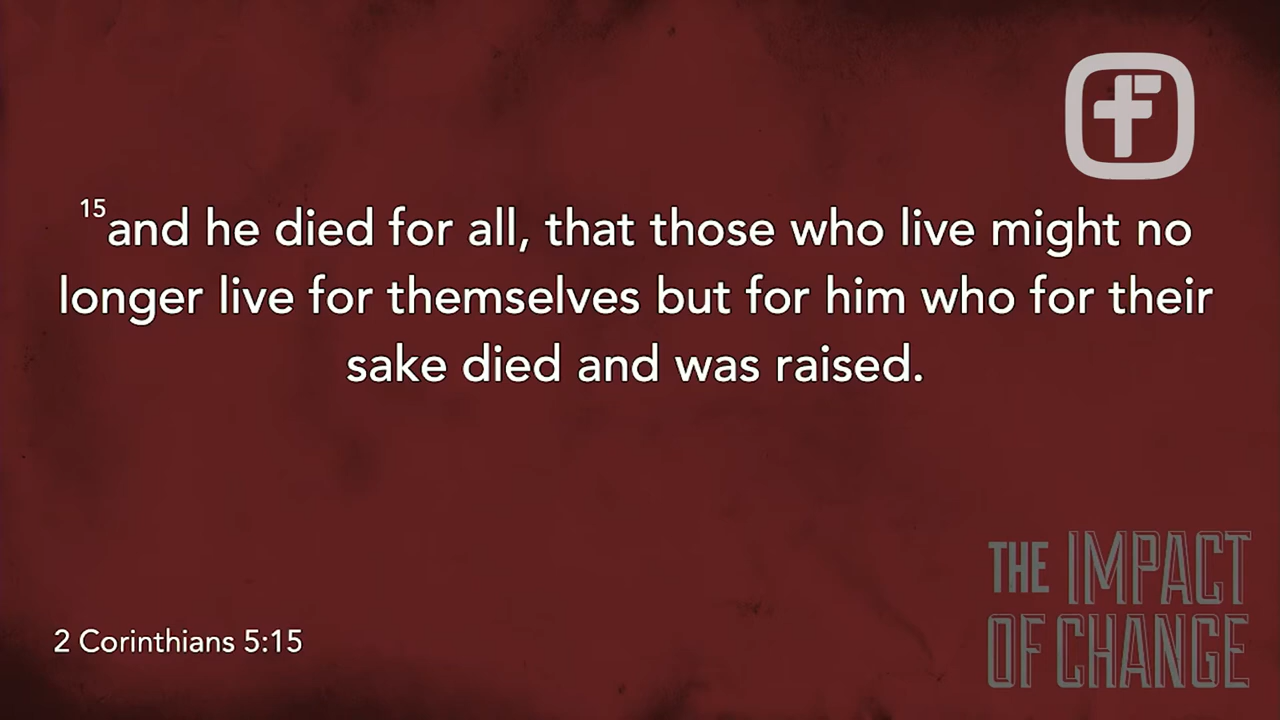 15and he died for all, that those who live might no
longer live for themselves but for him who for their
sake died and was raised.
2 Corinthians 5:15
THE IMPACT
OF CHANGE